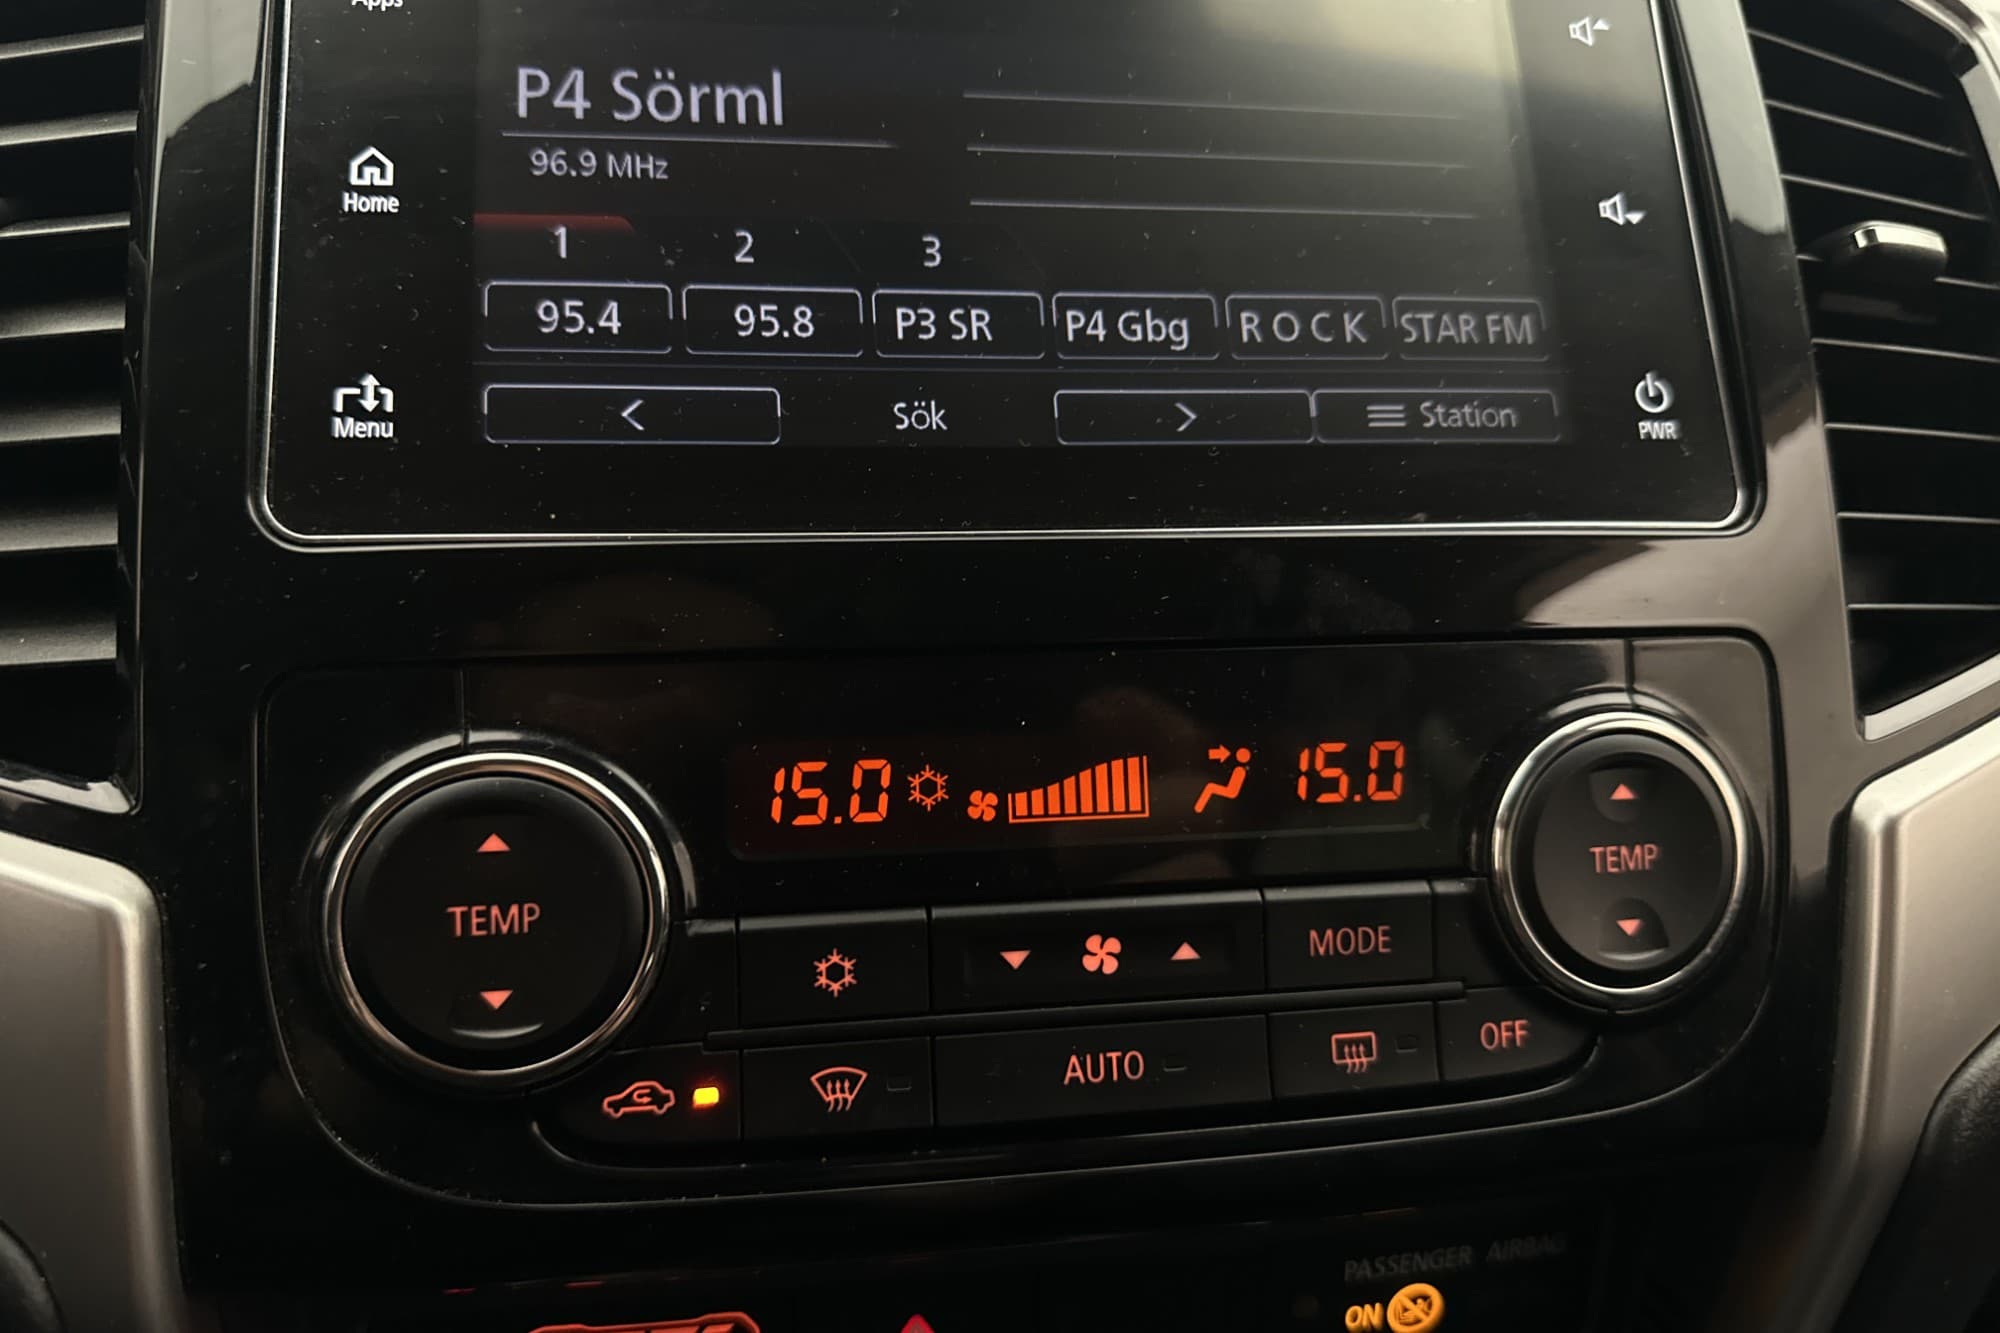 Apps
P4 Sörml
96.9 MHz
Home
1 2 3
95.4 95.8 P3 SR P4 Gbg R O C K STAR FM
Menu
< Sök > Station
PWR
15.0 15.0
TEMP
TEMP
MODE
AUTO
OFF
PASSENGER AIRBAG
ON